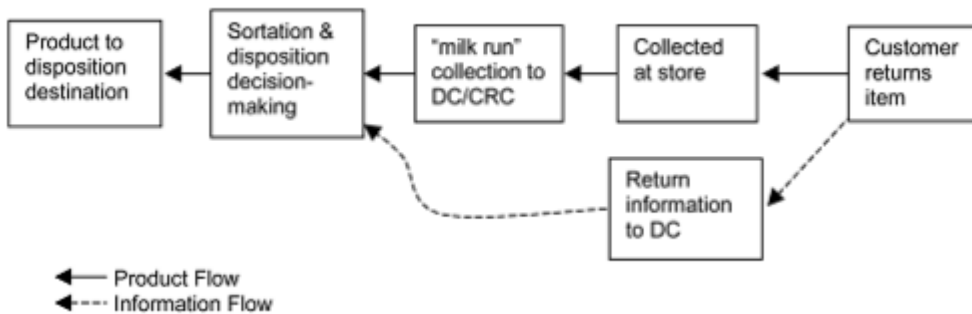 Product to
disposition
destination
Sortation &
disposition
decision-
making
“milk run”
collection to
DC/CRC
Collected
at store
Customer
returns
item
Return
information
to DC
Product Flow
Information Flow